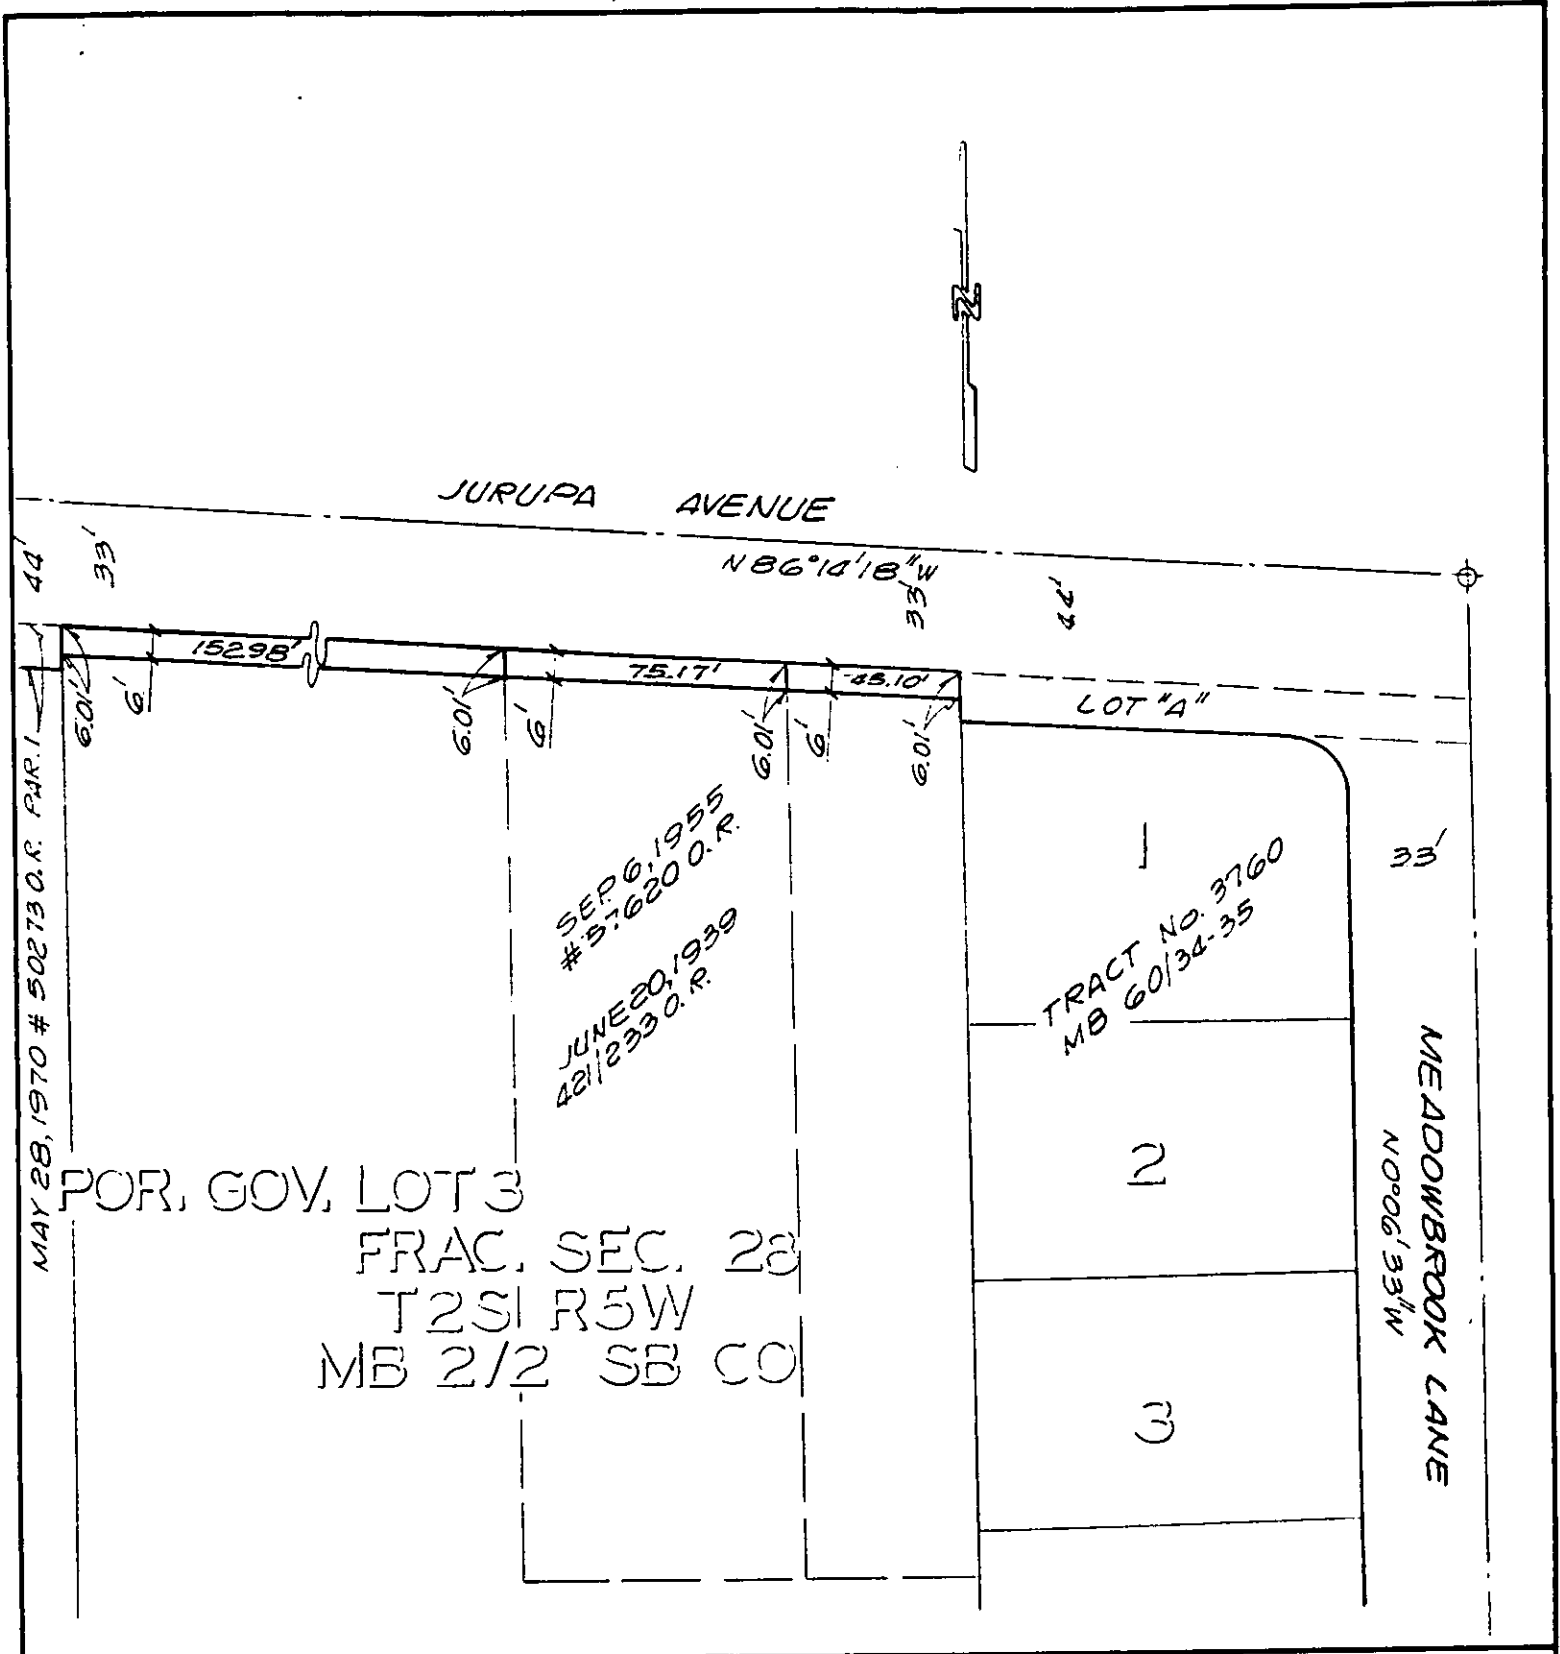 JURUPA AVENUE
N 86°14'18" W
44'
33'
33'
44'
152.98'
75.17'
45.10'
6.01'
6'
6.01'
6'
6.01'
6'
6.01'
LOT "A"
MAY 28, 1970 # 50273 O.R. PAR. 1
SEP. 6, 1955
# 57620 O.R.
JUNE 20, 1939
421/233 O.R.
1
TRACT NO. 3760
MB 60/34-35
33'
2
3
MEADOWBROOK LANE
N 0°06'33" W
POR. GOV. LOT 3
FRAC. SEC. 28
T2S R5W
MB 2/2 SB CO